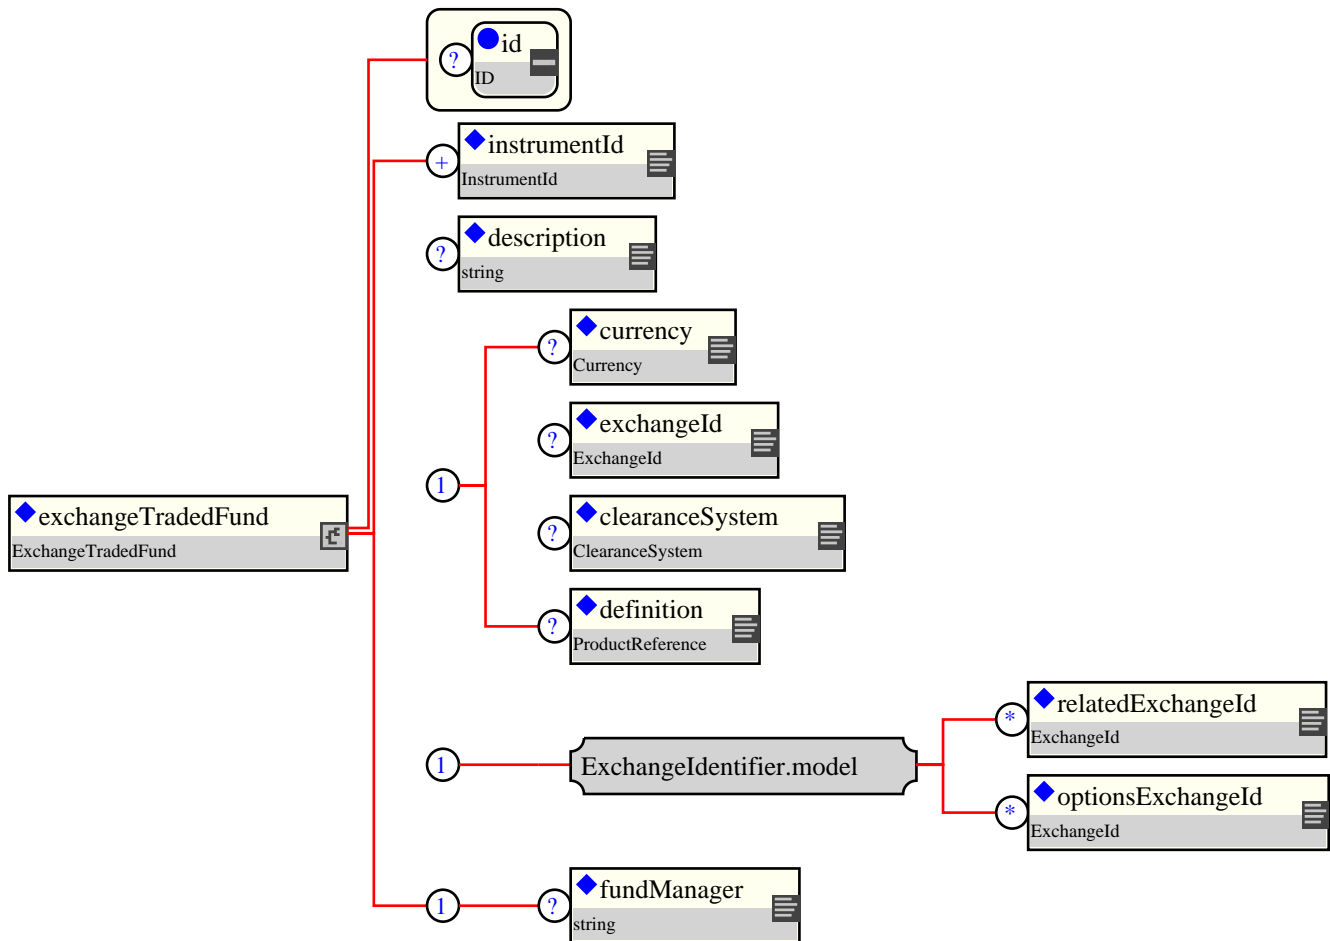 ? id
ID
+ instrumentId
InstrumentId
? description
string
? currency
Currency
? exchangeId
ExchangeId
1
exchangeTradedFund
ExchangeTradedFund
? clearanceSystem
ClearanceSystem
? definition
ProductReference
1 ExchangeIdentifier.model
* relatedExchangeId
ExchangeId
* optionsExchangeId
ExchangeId
1 ? fundManager
string